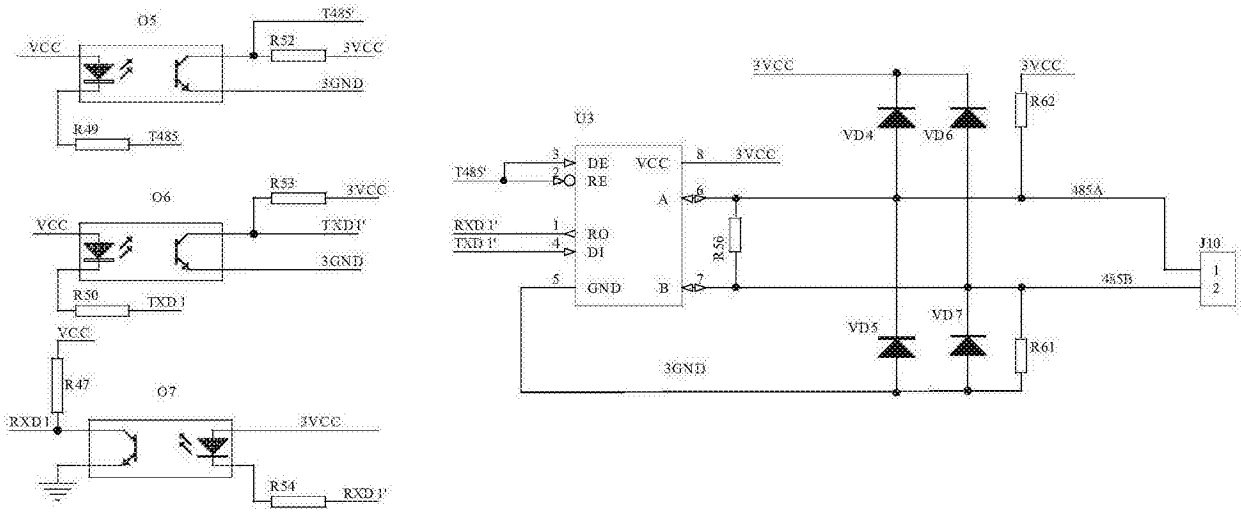 T485'
O5
VCC
R52
3VCC
3GND
R49
T485
R53
3VCC
O6
VCC
TXD1'
3GND
R50
TXD1
VCC
R47
O7
RXD1
3VCC
R54
RXD1'
U3
T485'
3
DE
2
RE
VCC
8
3VCC
A
6
RXD1'
1
RO
TXD1'
4
DI
5
GND
B
7
R56
3VCC
3VCC
R62
VD4
VD6
485A
J10
1
2
485B
VD5
VD7
R61
3GND